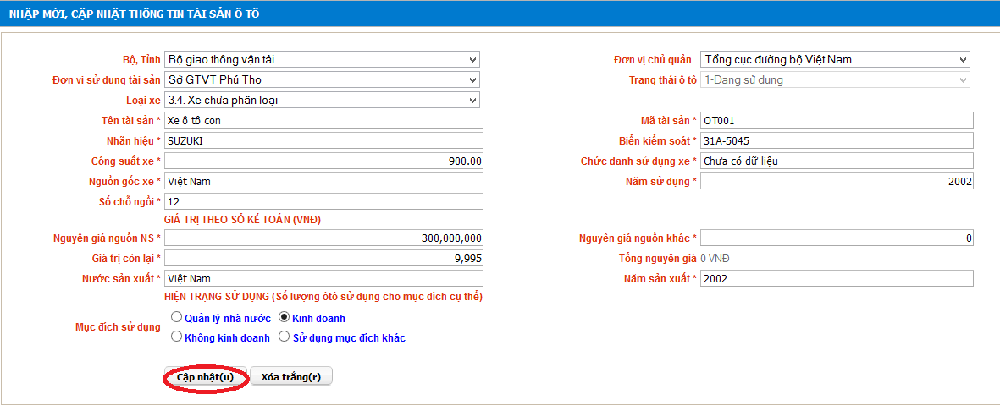 NHẬP MỚI, CẬP NHẬT THÔNG TIN TÀI SẢN Ô TÔ
Bộ, Tỉnh Bộ giao thông vận tải Đơn vị chủ quản Tổng cục đường bộ Việt Nam
Đơn vị sử dụng tài sản Sở GTVT Phú Thọ Trạng thái ô tô 1-Đang sử dụng
Loại xe 3.4. Xe chưa phân loại
Tên tài sản * Xe ô tô con Mã tài sản * OT001
Nhãn hiệu * SUZUKI Biển kiểm soát * 31A-5045
Công suất xe * 900.00 Chức danh sử dụng xe * Chưa có dữ liệu
Nguồn gốc xe * Việt Nam Năm sử dụng * 2002
Số chỗ ngồi * 12
GIÁ TRỊ THEO SỔ KẾ TOÁN (VNĐ)
Nguyên giá nguồn NS * 300,000,000 Nguyên giá nguồn khác * 0
Giá trị còn lại * 9,995 Tổng nguyên giá 0 VNĐ
Nước sản xuất * Việt Nam Năm sản xuất * 2002
HIỆN TRẠNG SỬ DỤNG (Số lượng ôtô sử dụng cho mục đích cụ thể)
Mục đích sử dụng Quản lý nhà nước Kinh doanh
Không kinh doanh Sử dụng mục đích khác
Cập nhật(u) Xóa trắng(r)